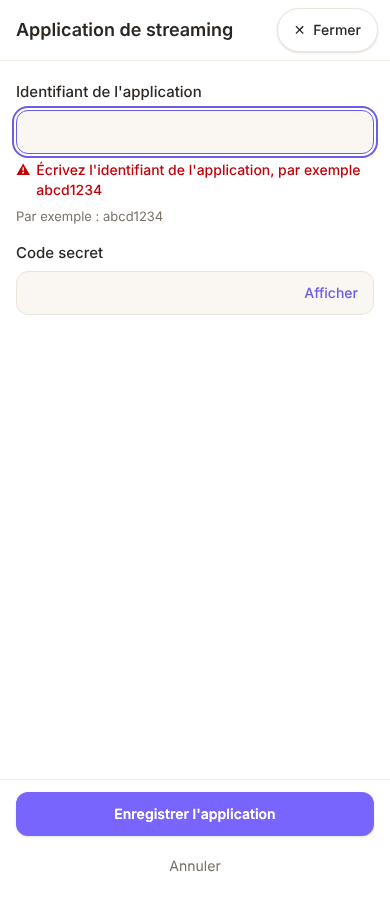 Application de streaming
✕ Fermer
Identifiant de l'application
Écrivez l'identifiant de l'application, par exemple
abcd1234
Par exemple : abcd1234
Code secret
Afficher
Enregistrer l'application
Annuler